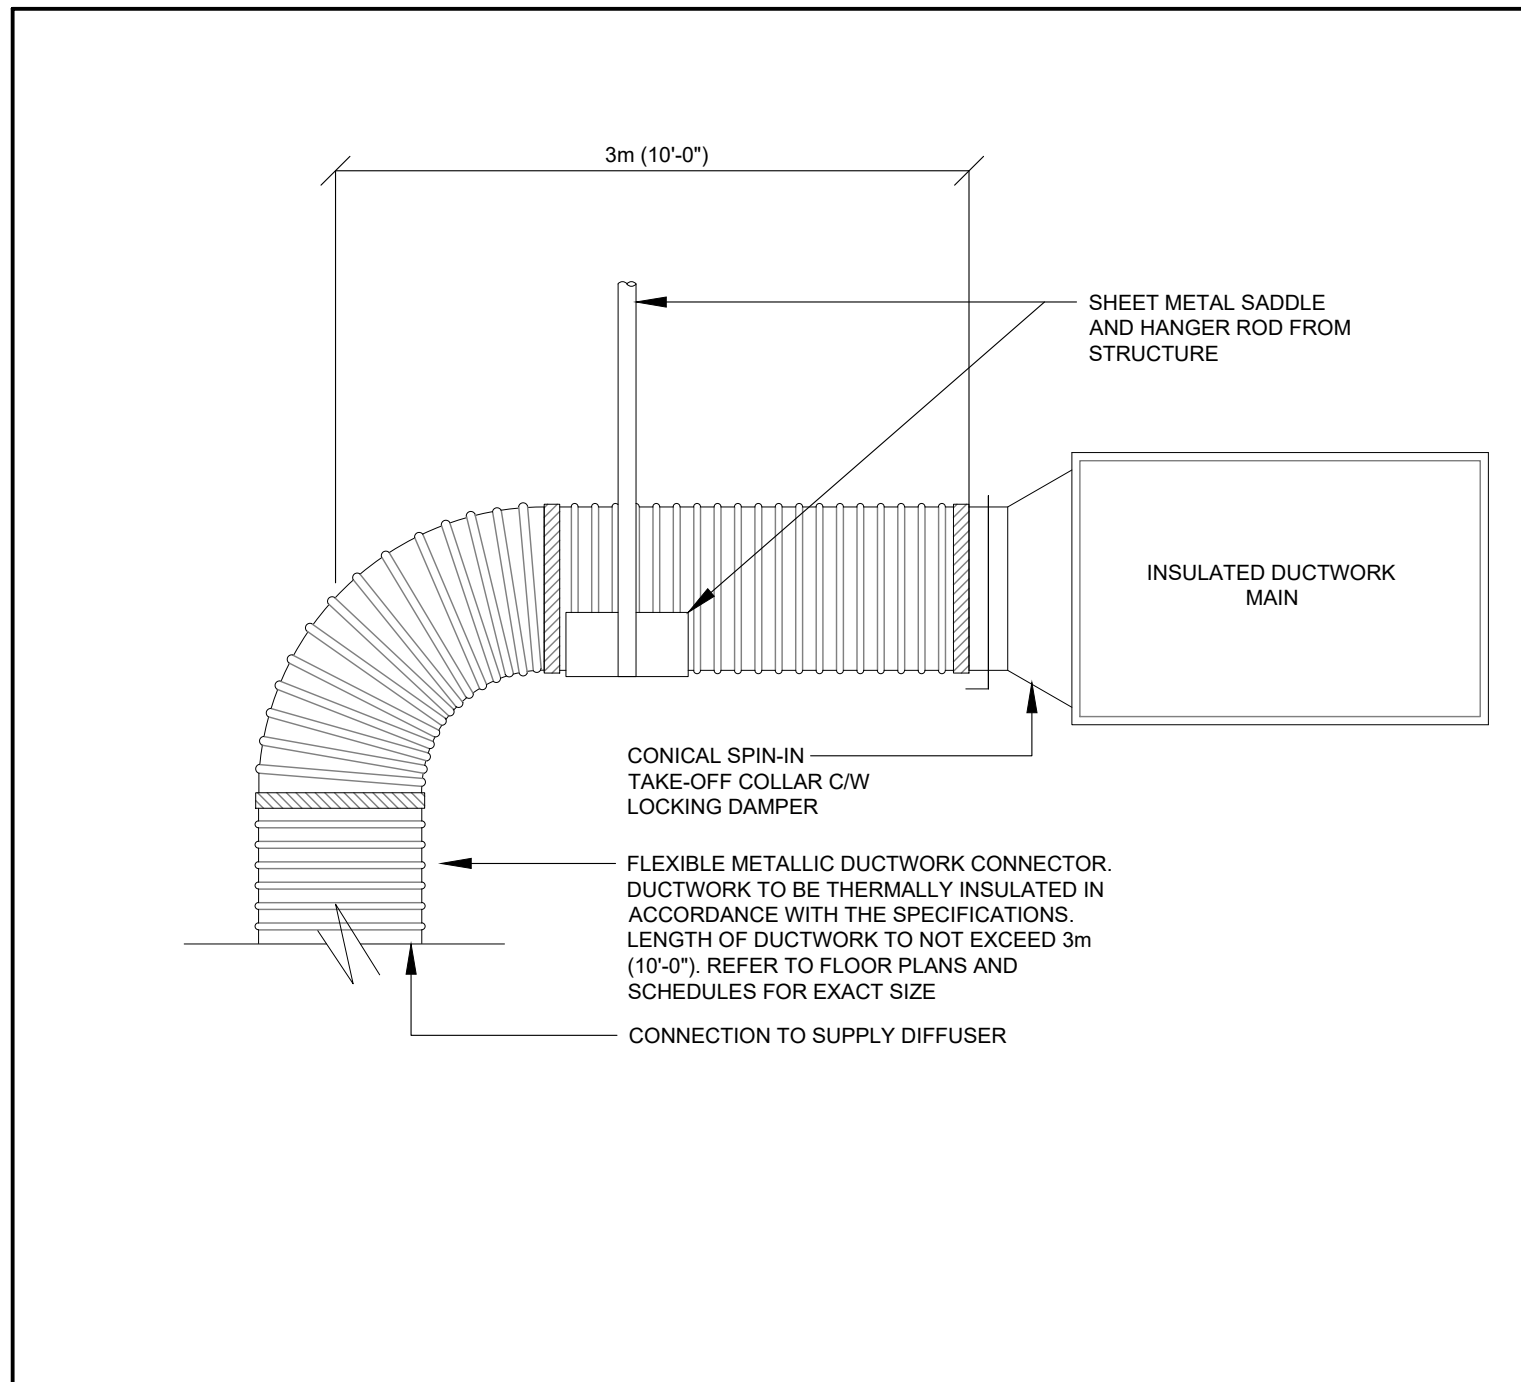 3m (10'-0")
SHEET METAL SADDLE
AND HANGER ROD FROM
STRUCTURE
INSULATED DUCTWORK
MAIN
CONICAL SPIN-IN
TAKE-OFF COLLAR C/W
LOCKING DAMPER
FLEXIBLE METALLIC DUCTWORK CONNECTOR.
DUCTWORK TO BE THERMALLY INSULATED IN
ACCORDANCE WITH THE SPECIFICATIONS.
LENGTH OF DUCTWORK TO NOT EXCEED 3m
(10'-0"). REFER TO FLOOR PLANS AND
SCHEDULES FOR EXACT SIZE
CONNECTION TO SUPPLY DIFFUSER